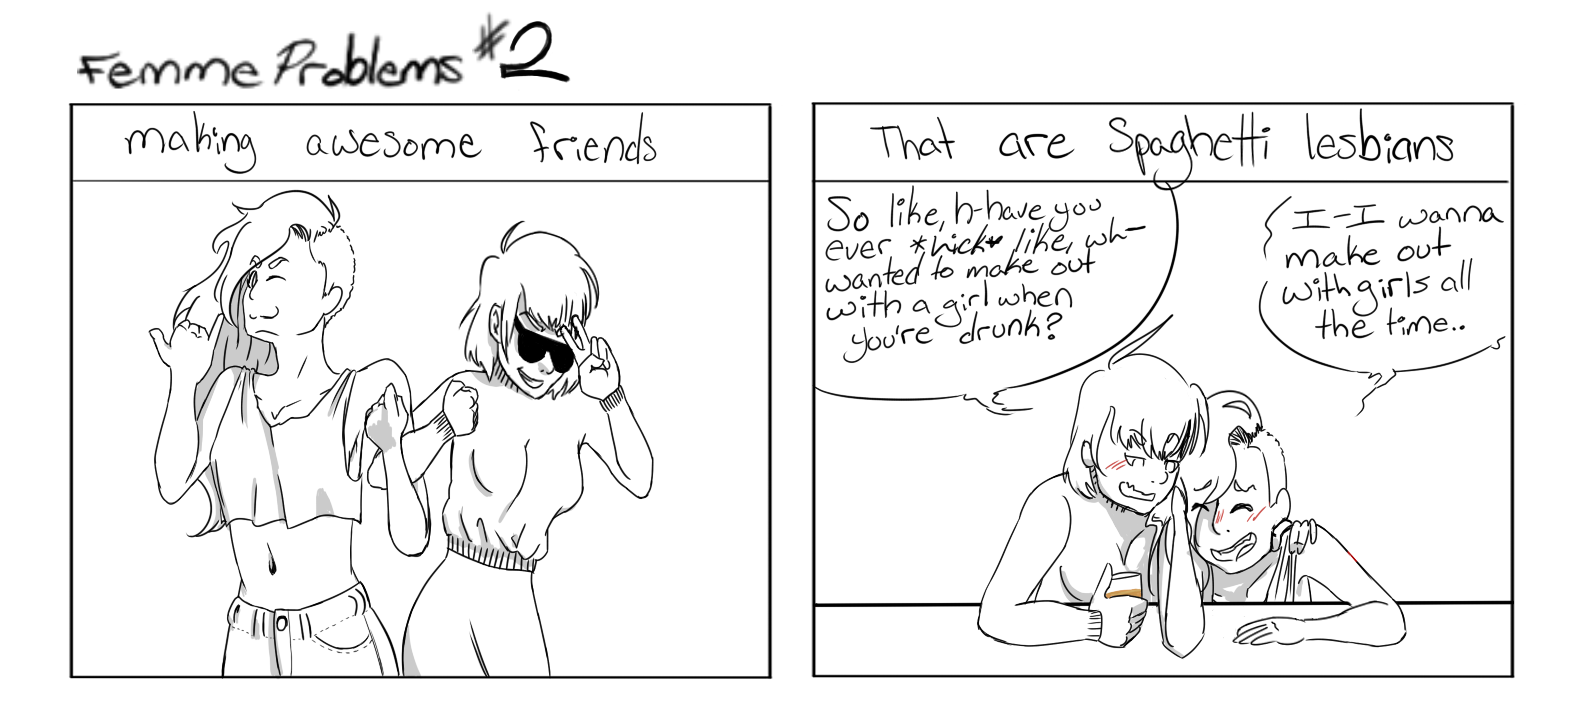 Femme Problems #2
making awesome friends
That are Spaghetti lesbians
So like, h-have you
ever *hick* like, wh-
wanted to make out
with a girl when
you're drunk?
I-I wanna
make out
with girls all
the time..